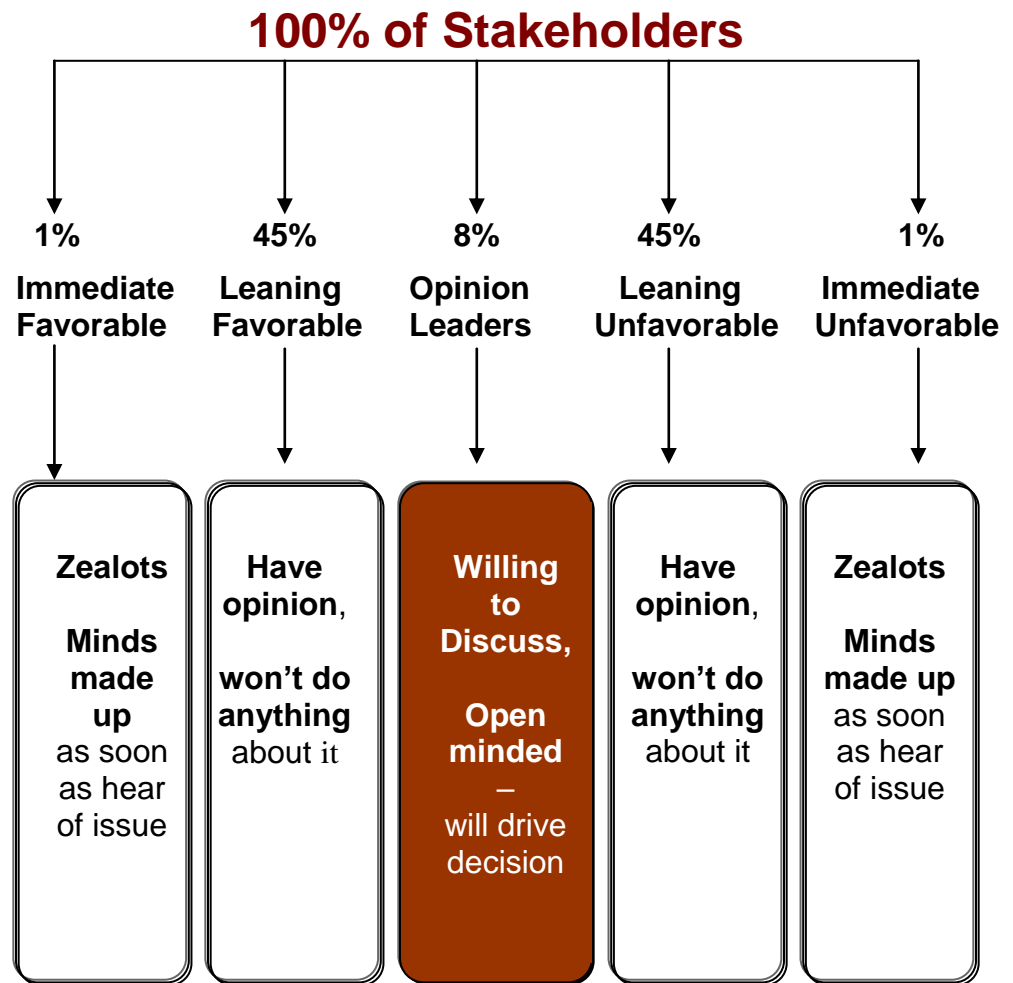 100% of Stakeholders
1%
Immediate
Favorable
45%
Leaning
Favorable
8%
Opinion
Leaders
45%
Leaning
Unfavorable
1%
Immediate
Unfavorable
Zealots
Minds
made
up
as soon
as hear
of issue
Have
opinion,
won’t do
anything
about it
Willing
to
Discuss,
Open
minded
–
will drive
decision
Have
opinion,
won’t do
anything
about it
Zealots
Minds
made up
as soon
as hear
of issue